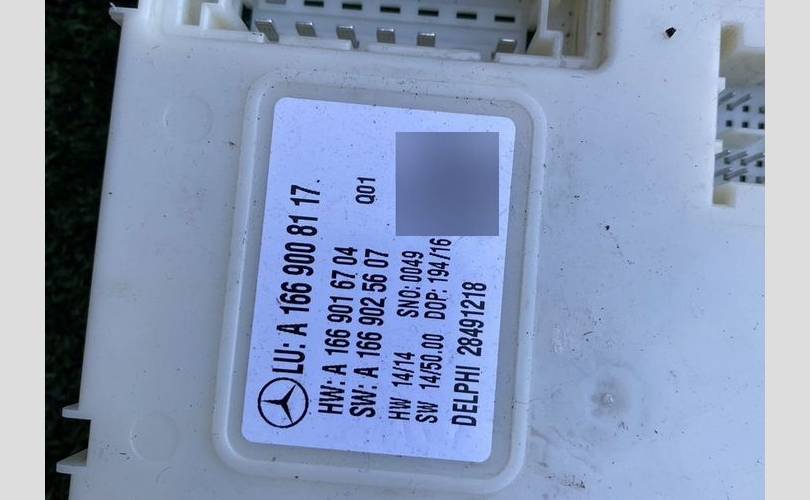 LU: A 166 900 81 17.
HW: A 166 901 67 04 Q01
SW: A 166 902 56 07
HW 14/14 SNO: 0049
SW 14/50.00 DOP: 194/16
DELPHI 28491218